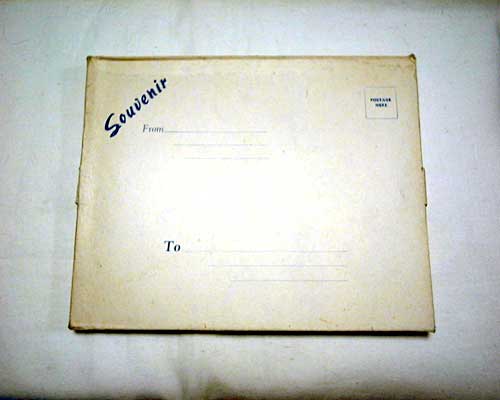 Souvenir
POSTAGE
HERE
From
To